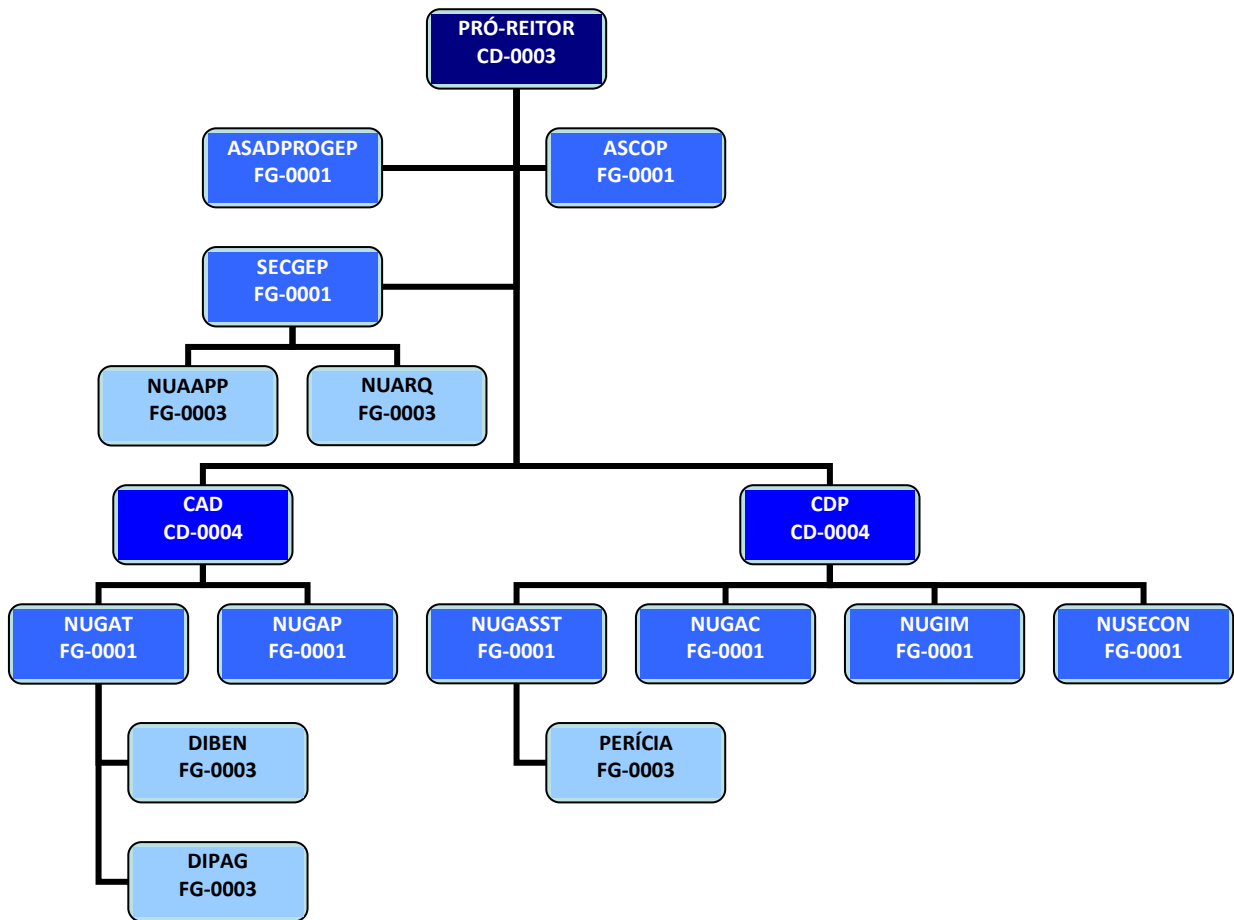 PRÓ-REITOR
CD-0003
ASADPROGEP
FG-0001
ASCOP
FG-0001
SECGEP
FG-0001
NUAAPP
FG-0003
NUARQ
FG-0003
CAD
CD-0004
CDP
CD-0004
NUGAT
FG-0001
NUGAP
FG-0001
NUGASST
FG-0001
NUGAC
FG-0001
NUGIM
FG-0001
NUSECON
FG-0001
DIBEN
FG-0003
PERÍCIA
FG-0003
DIPAG
FG-0003